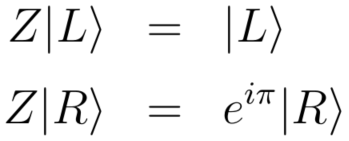 Z|L⟩ = |L⟩
Z|R⟩ = e^{iπ}|R⟩